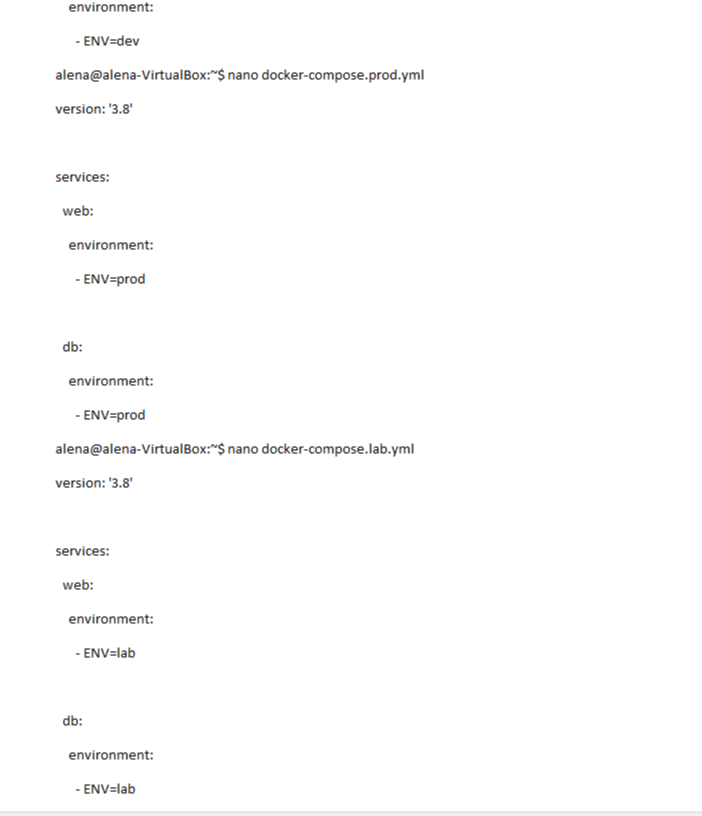 environment:
- ENV=dev
alena@alena-VirtualBox:~$ nano docker-compose.prod.yml
version: '3.8'
services:
web:
environment:
- ENV=prod
db:
environment:
- ENV=prod
alena@alena-VirtualBox:~$ nano docker-compose.lab.yml
version: '3.8'
services:
web:
environment:
- ENV=lab
db:
environment:
- ENV=lab